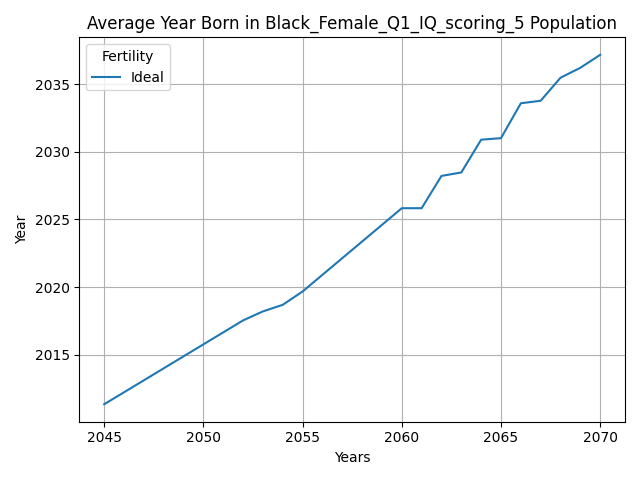 Average Year Born in Black_Female_Q1_IQ_scoring_5 Population
Fertility
Ideal
Year
2035
2030
2025
2020
2015
2045 2050 2055 2060 2065 2070
Years